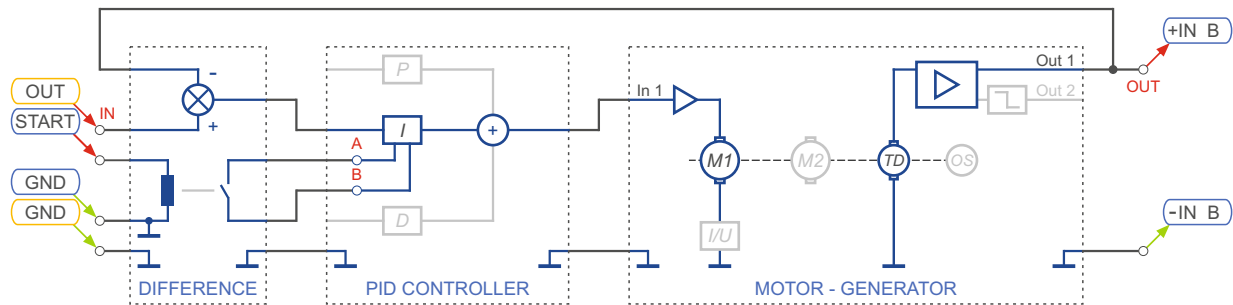 +IN B
OUT
IN
START
-
+
P
Out 1
OUT
In 1
Out 2
A
I
+
M1
M2
TD
OS
B
GND
GND
D
I/U
-IN B
DIFFERENCE
PID CONTROLLER
MOTOR - GENERATOR